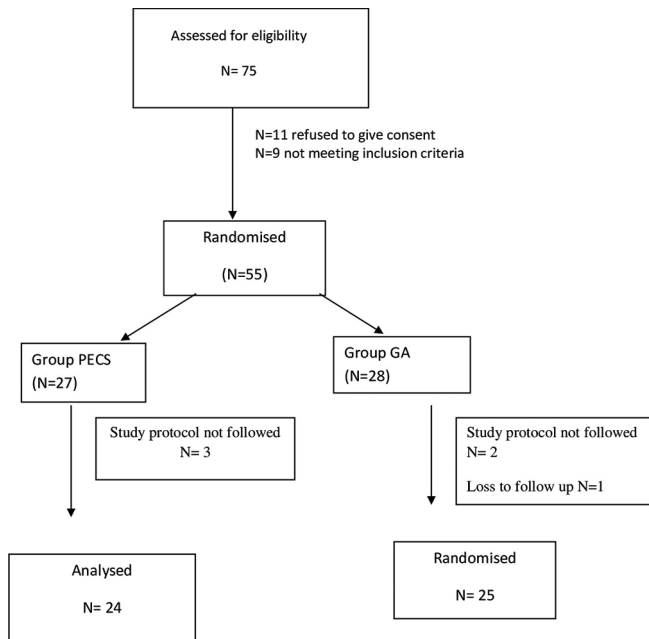 Assessed for eligibility
N= 75
N=11 refused to give consent
N=9 not meeting inclusion criteria
Randomised
(N=55)
Group PECS
(N=27)
Group GA
(N=28)
Study protocol not followed
N= 3
Study protocol not followed
N= 2
Loss to follow up N=1
Analysed
N= 24
Randomised
N= 25